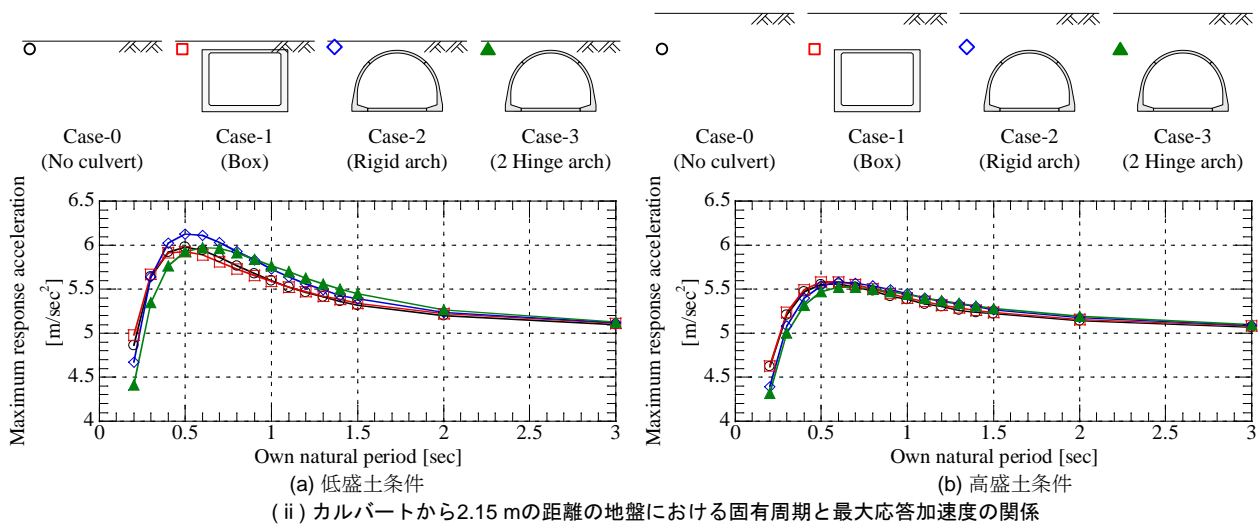 Case-0
(No culvert)
Case-1
(Box)
Case-2
(Rigid arch)
Case-3
(2 Hinge arch)
Case-0
(No culvert)
Case-1
(Box)
Case-2
(Rigid arch)
Case-3
(2 Hinge arch)
Maximum response acceleration
[m/sec²]
6.5
6
5.5
5
4.5
4
0
0.5
1
1.5
2
2.5
3
Own natural period [sec]
(a) 低盛土条件
Maximum response acceleration
[m/sec²]
6.5
6
5.5
5
4.5
4
0
0.5
1
1.5
2
2.5
3
Own natural period [sec]
(b) 高盛土条件
(ⅱ) カルバートから2.15 mの距離の地盤における固有周期と最大応答加速度の関係